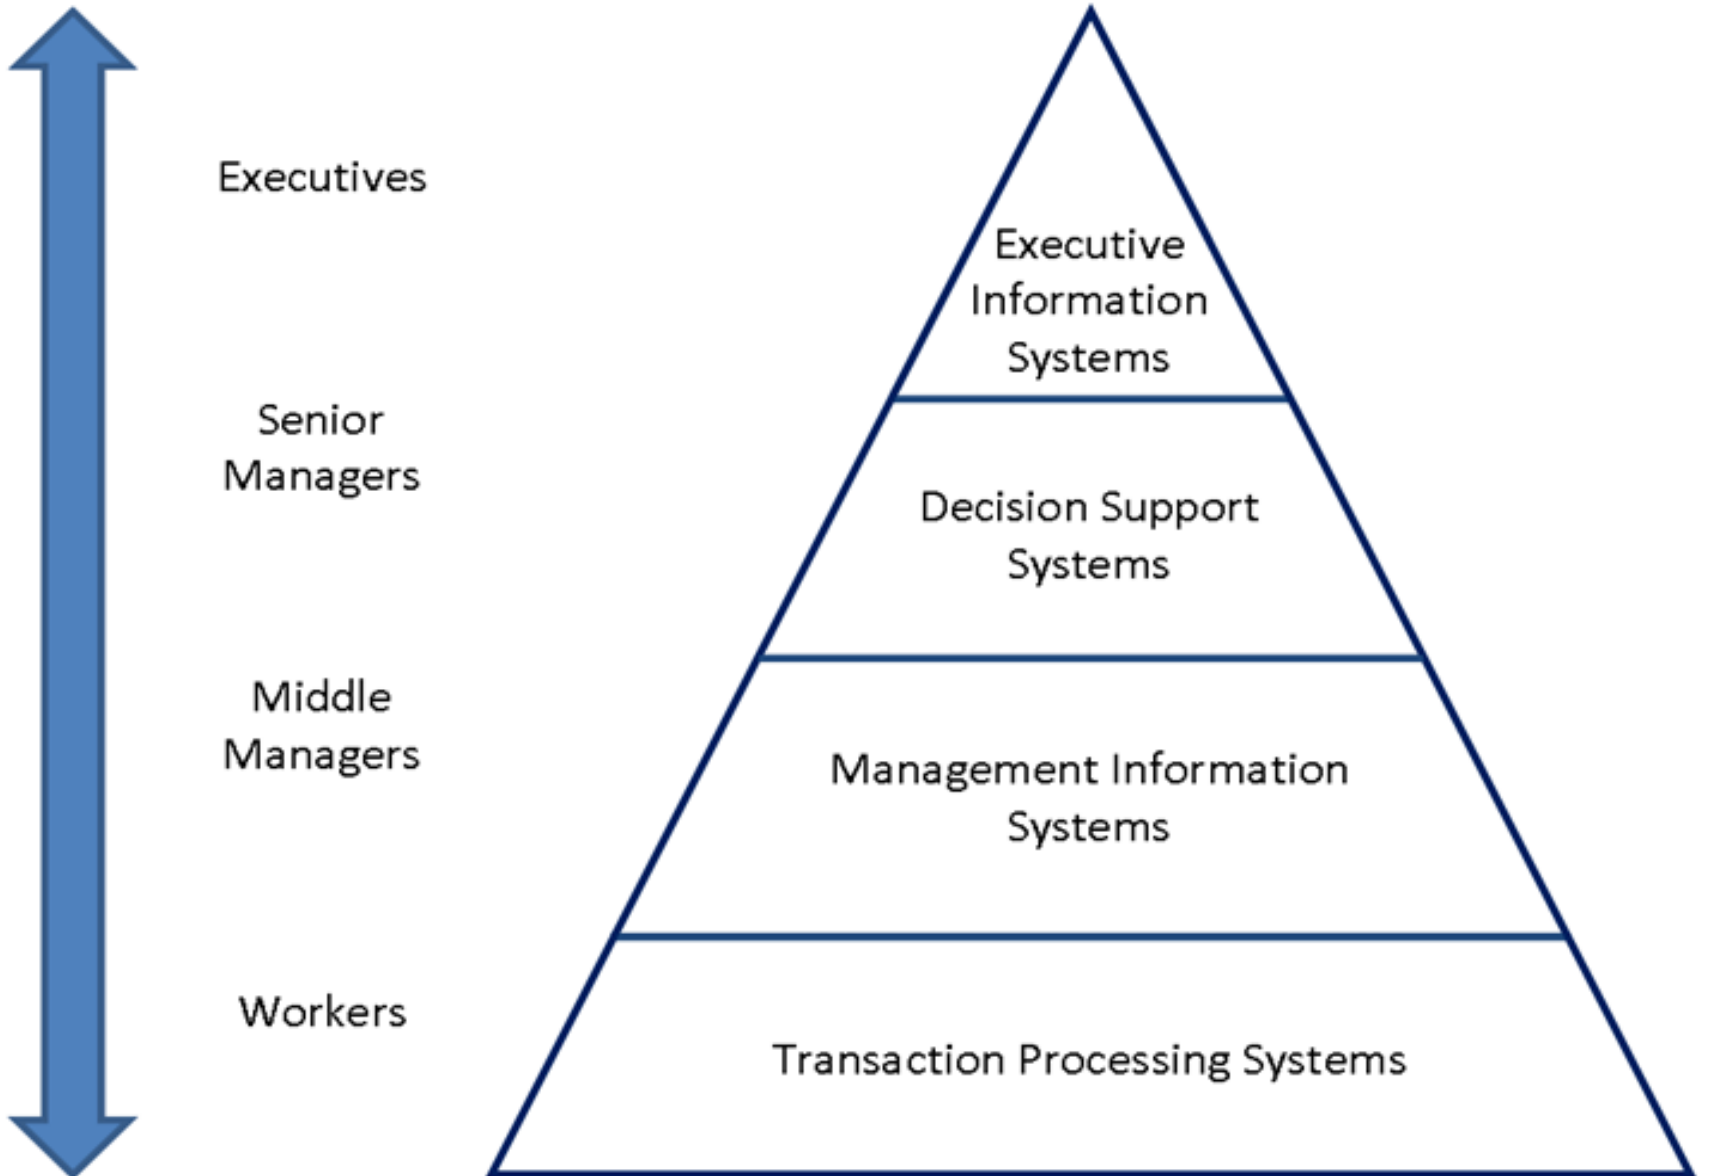 Executives
Executive
Information
Systems
Senior
Managers
Decision Support
Systems
Middle
Managers
Management Information
Systems
Workers
Transaction Processing Systems